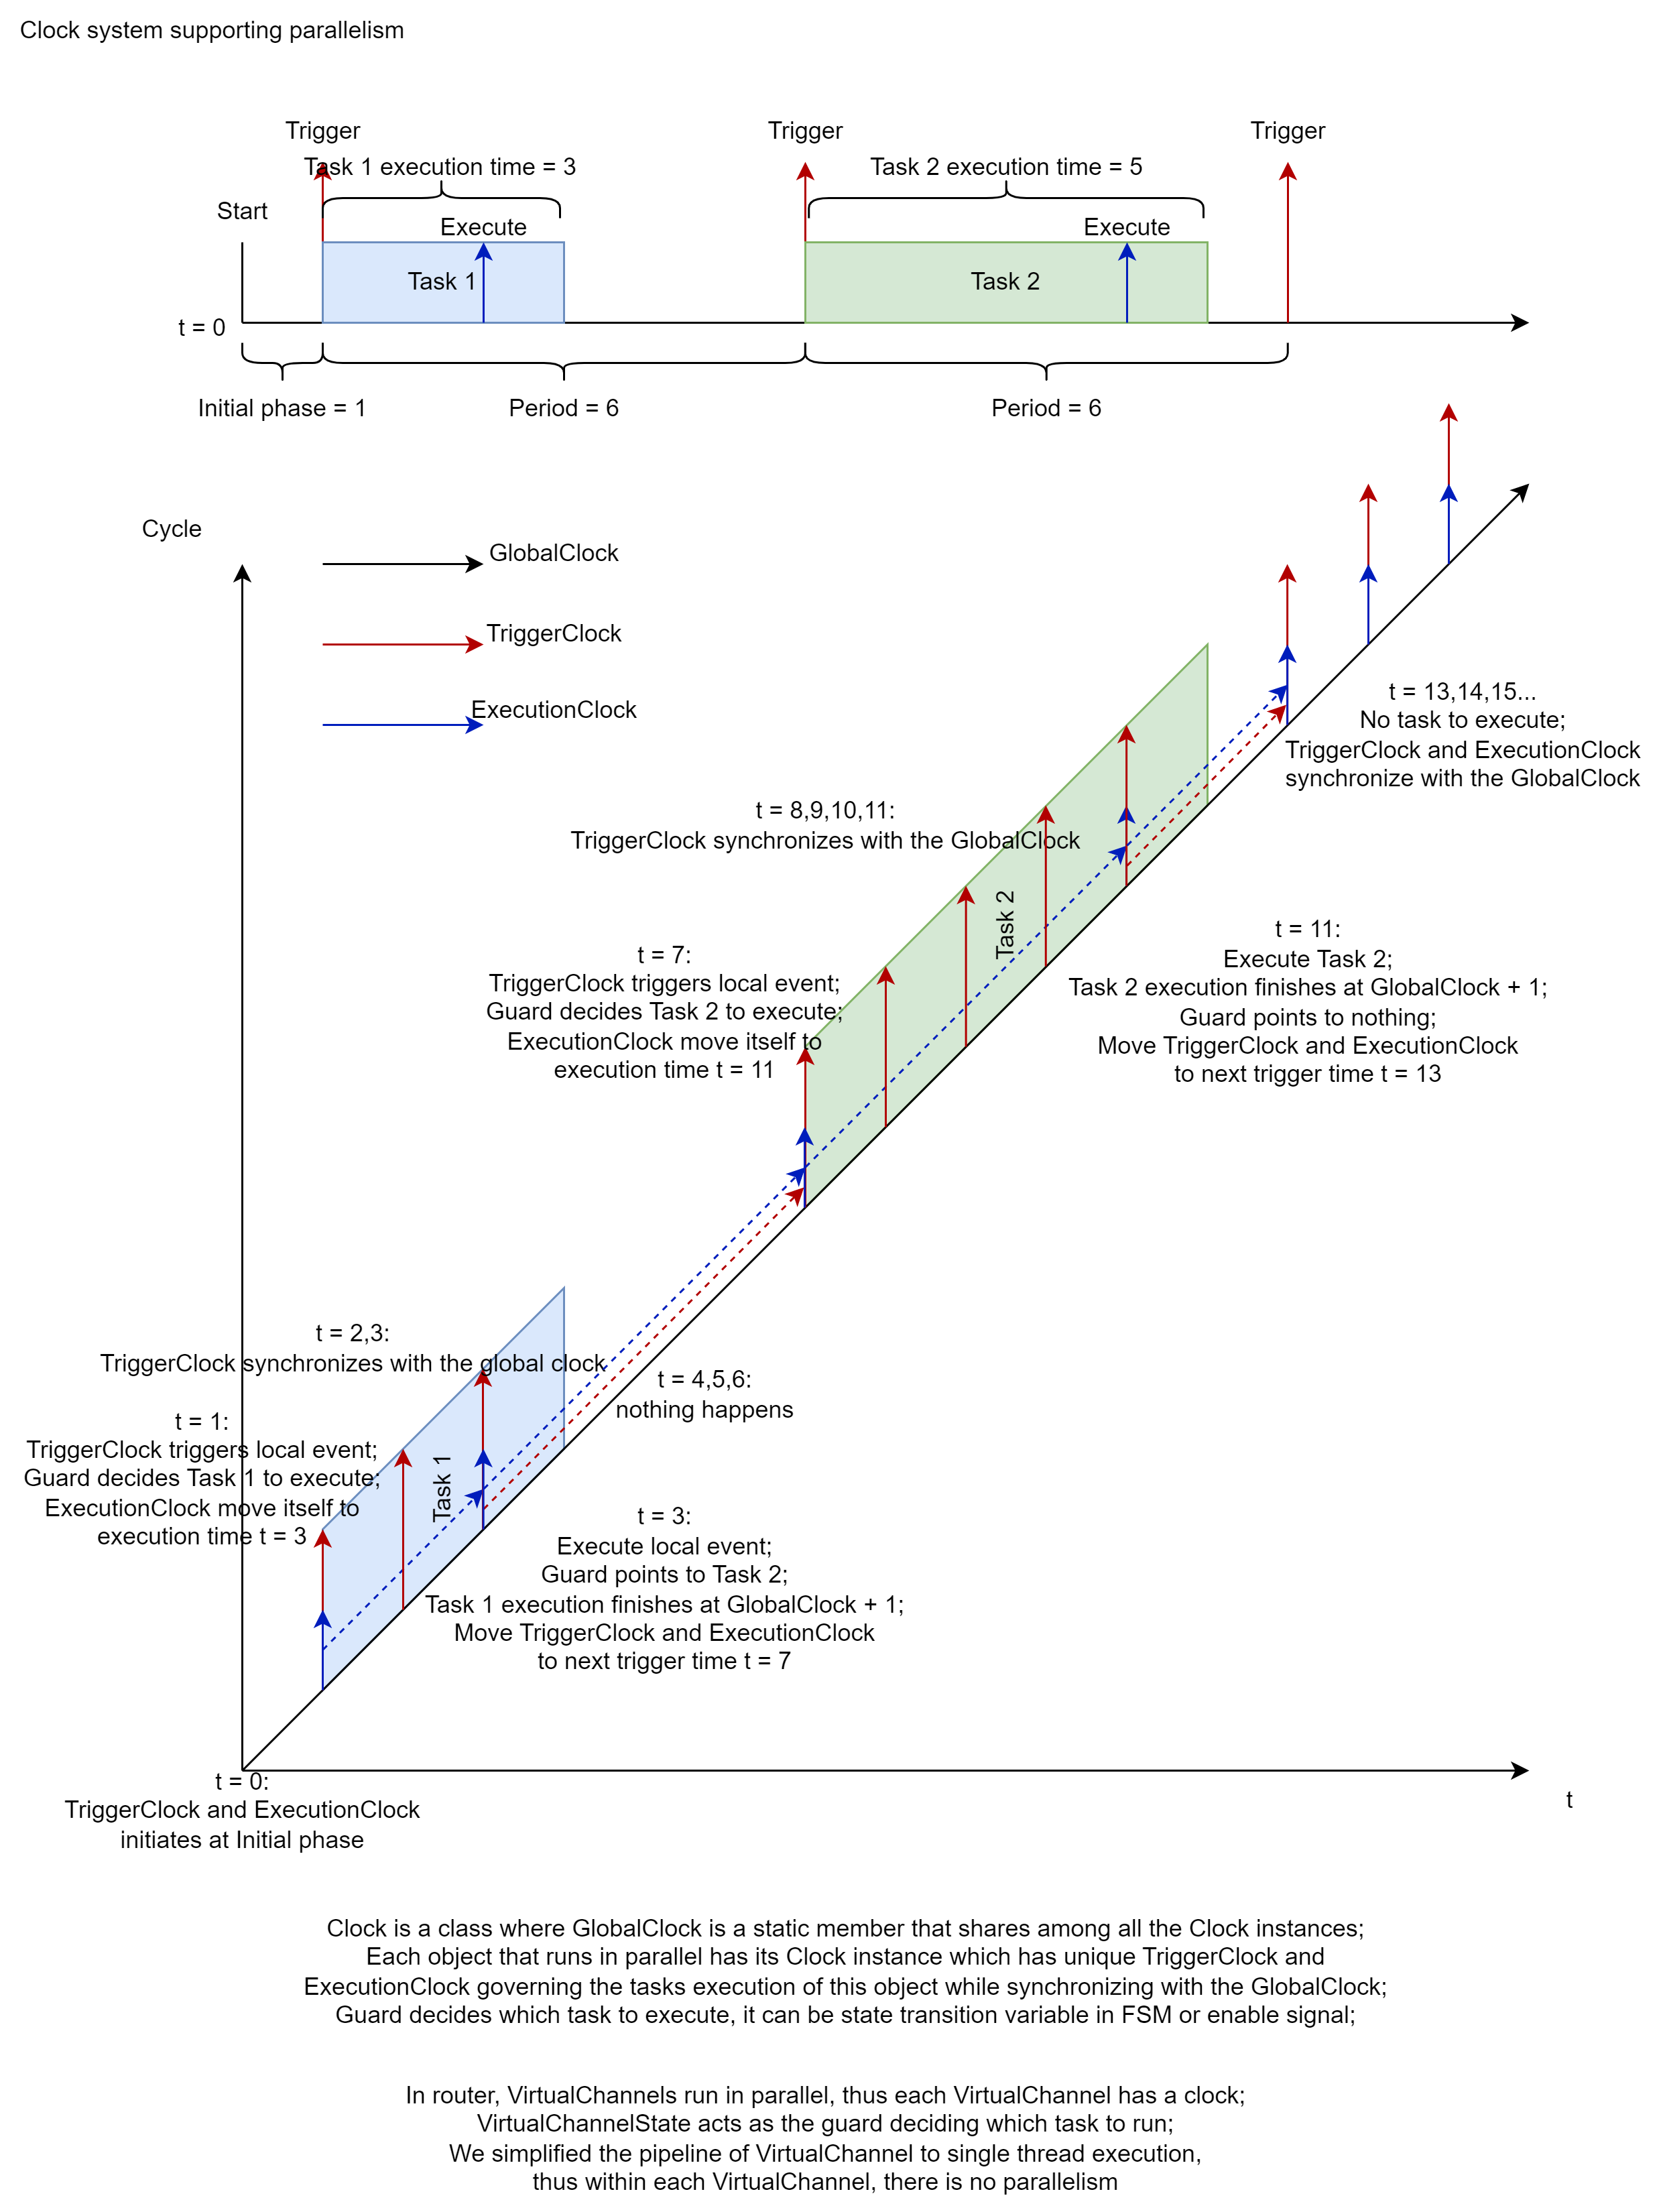 Clock system supporting parallelism
Trigger
Trigger
Trigger
Task 1 execution time = 3
Task 2 execution time = 5
Start
Execute
Execute
Task 1
Task 2
t = 0
Initial phase = 1
Period = 6
Period = 6
Cycle
GlobalClock
TriggerClock
ExecutionClock
t = 13,14,15...
No task to execute;
TriggerClock and ExecutionClock
synchronize with the GlobalClock
t = 8,9,10,11:
TriggerClock synchronizes with the GlobalClock
Task 2
t = 7:
TriggerClock triggers local event;
Guard decides Task 2 to execute;
ExecutionClock move itself to
execution time t = 11
t = 11:
Execute Task 2;
Task 2 execution finishes at GlobalClock + 1;
Guard points to nothing;
Move TriggerClock and ExecutionClock
to next trigger time t = 13
t = 2,3:
TriggerClock synchronizes with the global clock
t = 4,5,6:
nothing happens
t = 1:
TriggerClock triggers local event;
Guard decides Task 1 to execute;
ExecutionClock move itself to
execution time t = 3
Task 1
t = 3:
Execute local event;
Guard points to Task 2;
Task 1 execution finishes at GlobalClock + 1;
Move TriggerClock and ExecutionClock
to next trigger time t = 7
t = 0:
TriggerClock and ExecutionClock
initiates at Initial phase
t
Clock is a class where GlobalClock is a static member that shares among all the Clock instances;
Each object that runs in parallel has its Clock instance which has unique TriggerClock and
ExecutionClock governing the tasks execution of this object while synchronizing with the GlobalClock;
Guard decides which task to execute, it can be state transition variable in FSM or enable signal;
In router, VirtualChannels run in parallel, thus each VirtualChannel has a clock;
VirtualChannelState acts as the guard deciding which task to run;
We simplified the pipeline of VirtualChannel to single thread execution,
thus within each VirtualChannel, there is no parallelism